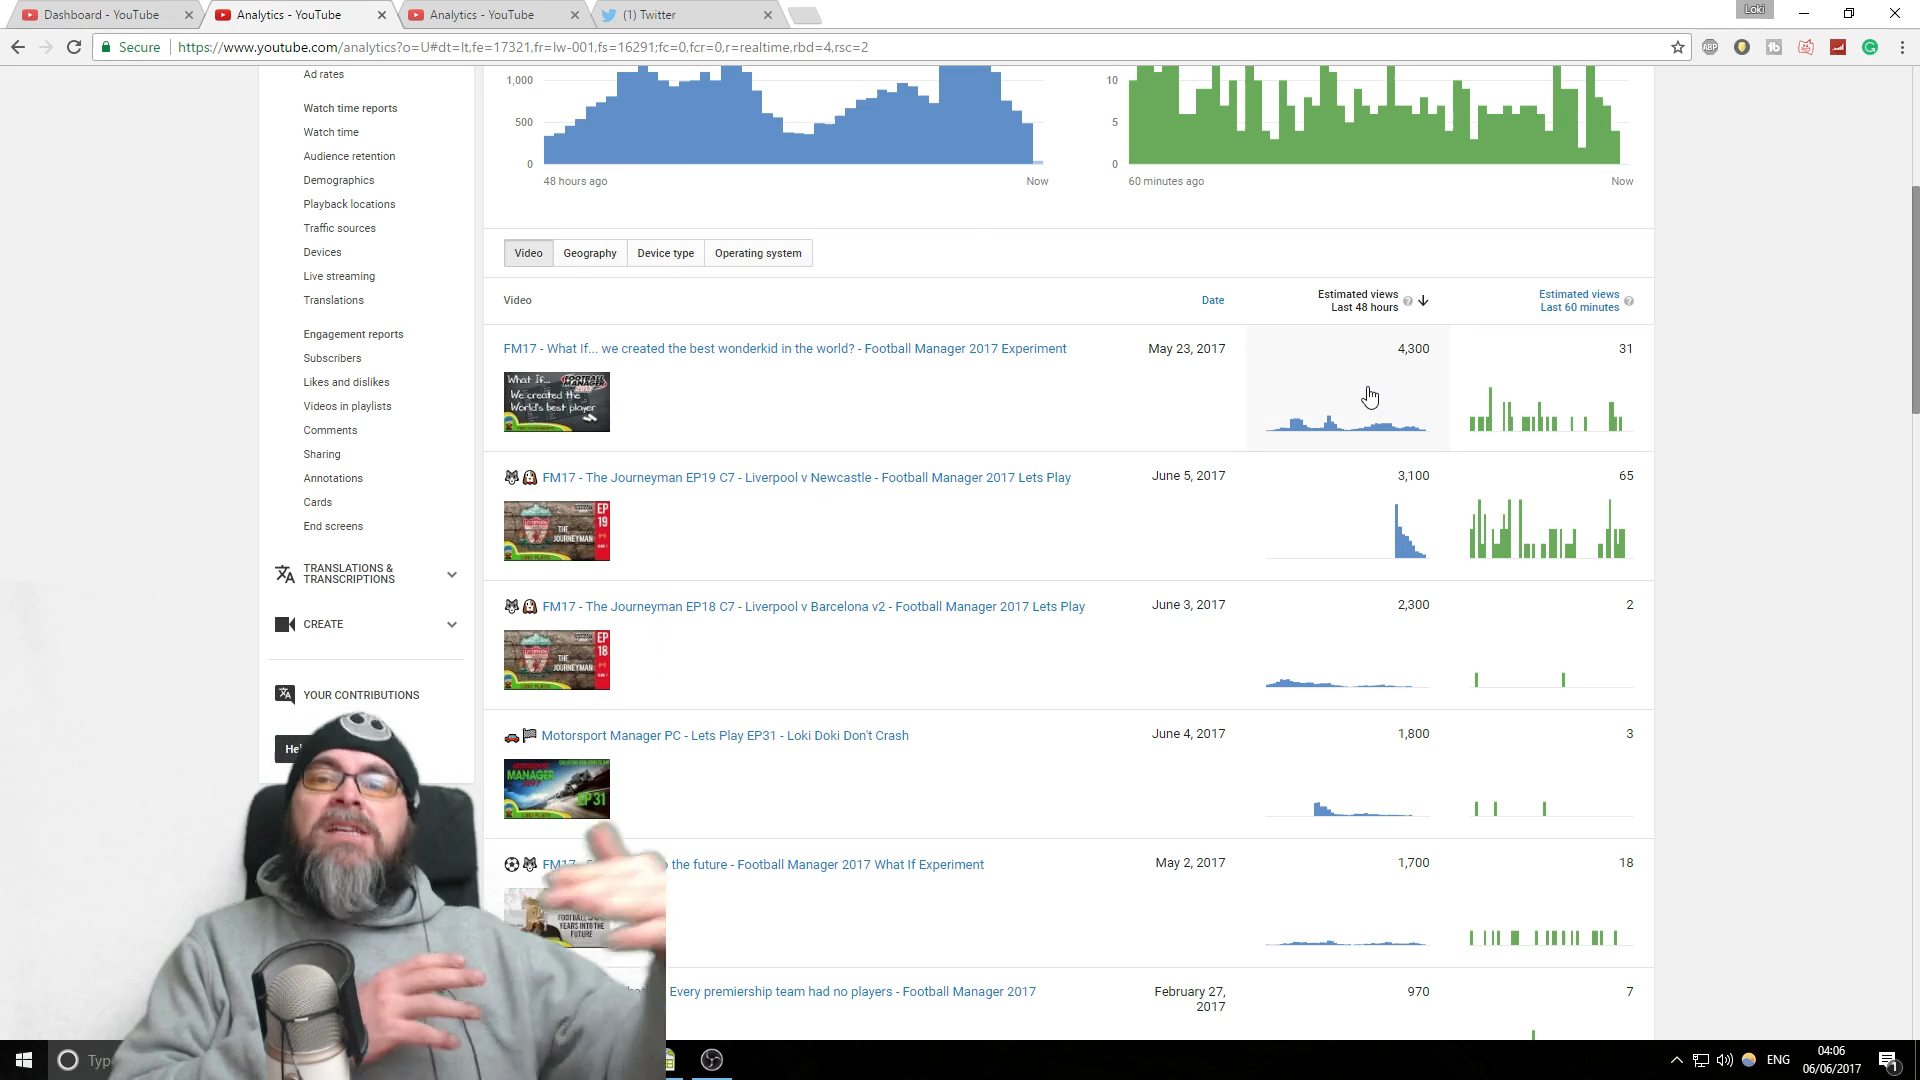 Dashboard - YouTube
Analytics - YouTube
Analytics - YouTube
(1) Twitter
Loki
Secure
https://www.youtube.com/analytics?o=U#dt=lt,fe=17321,fr=lw-001,fs=16291;fc=0,fcr=0,r=realtime,rbd=4,rsc=2
ABP
Ad rates
Watch time reports
Watch time
Audience retention
Demographics
Playback locations
Traffic sources
Devices
Live streaming
Translations
Engagement reports
Subscribers
Likes and dislikes
Videos in playlists
Comments
Sharing
Annotations
Cards
End screens
TRANSLATIONS &
TRANSCRIPTIONS
CREATE
YOUR CONTRIBUTIONS
1,000
500
0
48 hours ago
Now
10
5
0
60 minutes ago
Now
Video
Geography
Device type
Operating system
Video
Date
Estimated views
Last 48 hours
Estimated views
Last 60 minutes
FM17 - What If... we created the best wonderkid in the world? - Football Manager 2017 Experiment
May 23, 2017
4,300
31
What If...
FOOTBALL
MANAGER
We created the
World's best player
FM17 - The Journeyman EP19 C7 - Liverpool v Newcastle - Football Manager 2017 Lets Play
June 5, 2017
3,100
65
EP
19
THE
JOURNEYMAN
FM17 - The Journeyman EP18 C7 - Liverpool v Barcelona v2 - Football Manager 2017 Lets Play
June 3, 2017
2,300
2
EP
18
THE
JOURNEYMAN
Motorsport Manager PC - Lets Play EP31 - Loki Doki Don't Crash
June 4, 2017
1,800
3
MANAGER
EP 31
FM17 - the future - Football Manager 2017 What If Experiment
May 2, 2017
1,700
18
YEARS INTO THE
FUTURE
Every premiership team had no players - Football Manager 2017
February 27,
2017
970
7
ENG
04:06
06/06/2017
1